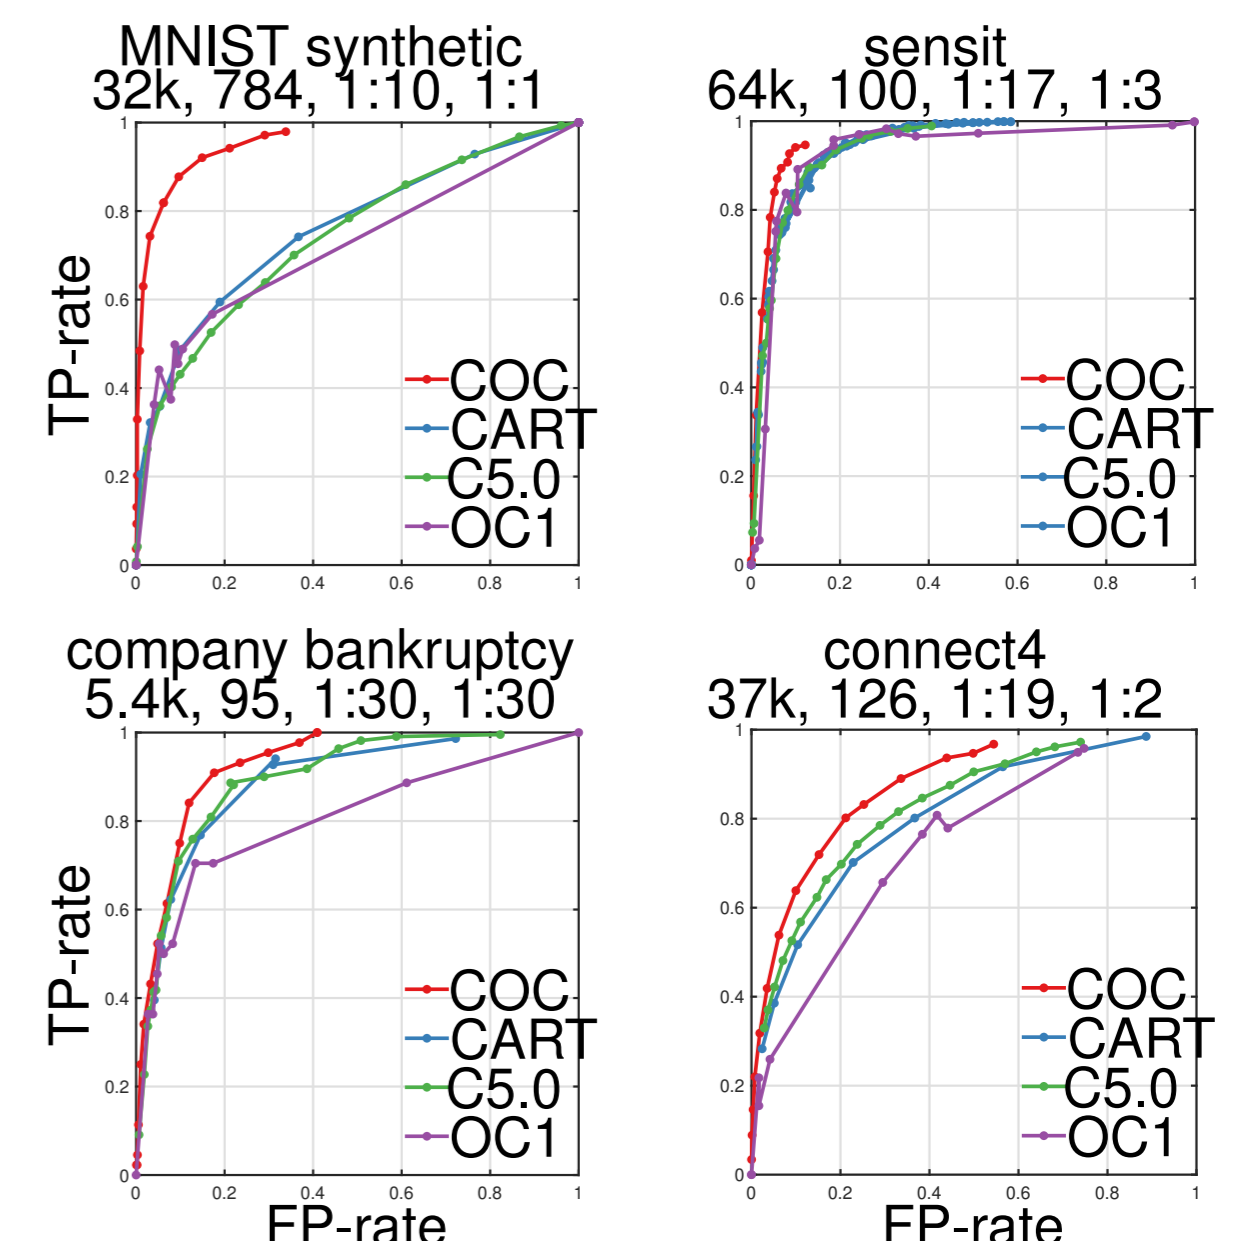 MNIST synthetic
32k, 784, 1:10, 1:1
1
0.8
0.6
0.4
0.2
0
TP-rate
COC
CART
C5.0
OC1
0 0.2 0.4 0.6 0.8 1
sensit
64k, 100, 1:17, 1:3
1
0.8
0.6
0.4
0.2
0
COC
CART
C5.0
OC1
0 0.2 0.4 0.6 0.8 1
company bankruptcy
5.4k, 95, 1:30, 1:30
1
0.8
0.6
0.4
0.2
0
TP-rate
COC
CART
C5.0
OC1
0 0.2 0.4 0.6 0.8 1
FP-rate
connect4
37k, 126, 1:19, 1:2
1
0.8
0.6
0.4
0.2
0
COC
CART
C5.0
OC1
0 0.2 0.4 0.6 0.8 1
FP-rate